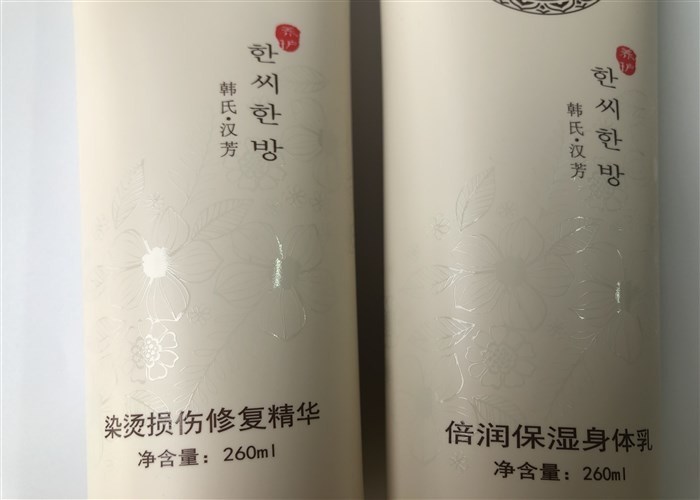 한씨한방
韩氏·汉芳
染烫损伤修复精华
净含量：260ml
한씨한방
韩氏·汉芳
倍润保湿身体乳
净含量：260ml